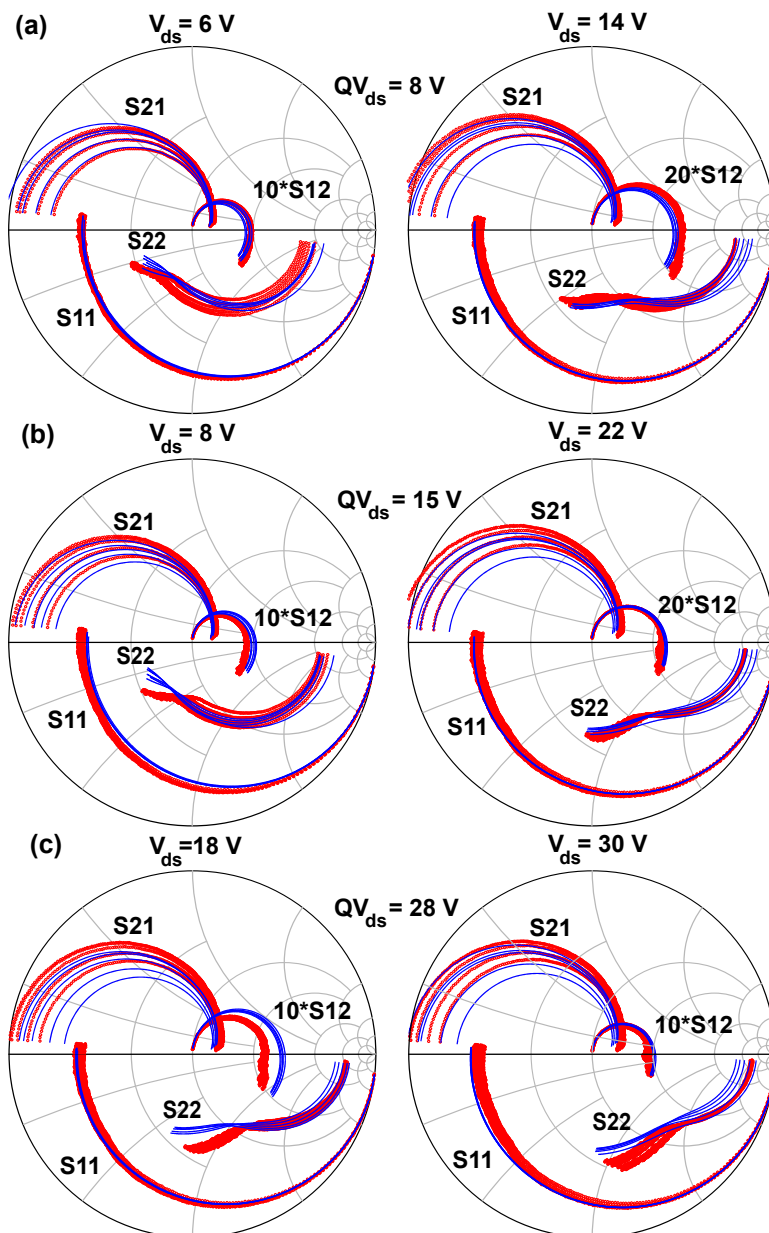 (a)
V_ds = 6 V
V_ds = 14 V
QV_ds = 8 V
S21
10*S12
S22
S11
S21
20*S12
S22
S11
(b)
V_ds = 8 V
V_ds = 22 V
QV_ds = 15 V
S21
10*S12
S22
S11
S21
20*S12
S22
S11
(c)
V_ds =18 V
V_ds = 30 V
QV_ds = 28 V
S21
10*S12
S22
S11
S21
10*S12
S22
S11